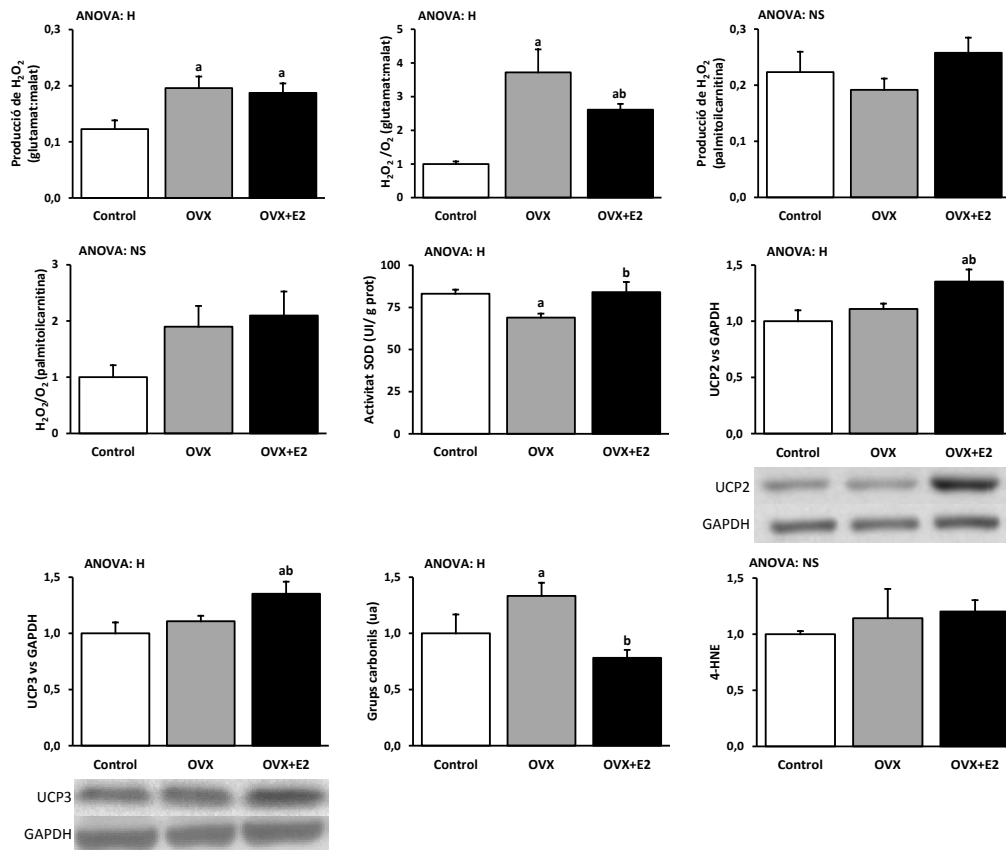 ANOVA: H
Producció de H2O2
(glutamat:malat)
0,3
0,2
0,1
0,0
a
a
Control
OVX
OVX+E2
ANOVA: H
H2O2 /O2 (glutamat:malat)
5
4
3
2
1
0
a
ab
Control
OVX
OVX+E2
ANOVA: NS
Producció de H2O2
(palmitoilcarnitina)
0,3
0,2
0,1
0,0
Control
OVX
OVX+E2
ANOVA: NS
H2O2/O2 (palmitoilcarnitina)
3
2
1
0
Control
OVX
OVX+E2
ANOVA: H
Activitat SOD (UI/ g prot)
100
75
50
25
0
a
b
Control
OVX
OVX+E2
ANOVA: H
UCP2 vs GAPDH
1,5
1,0
0,5
0,0
ab
Control
OVX
OVX+E2
UCP2
GAPDH
ANOVA: H
UCP3 vs GAPDH
1,5
1,0
0,5
0,0
ab
Control
OVX
OVX+E2
UCP3
GAPDH
ANOVA: H
Grups carbonils (ua)
1,5
1,0
0,5
0,0
a
b
Control
OVX
OVX+E2
ANOVA: NS
4-HNE
1,5
1,0
0,5
0,0
Control
OVX
OVX+E2